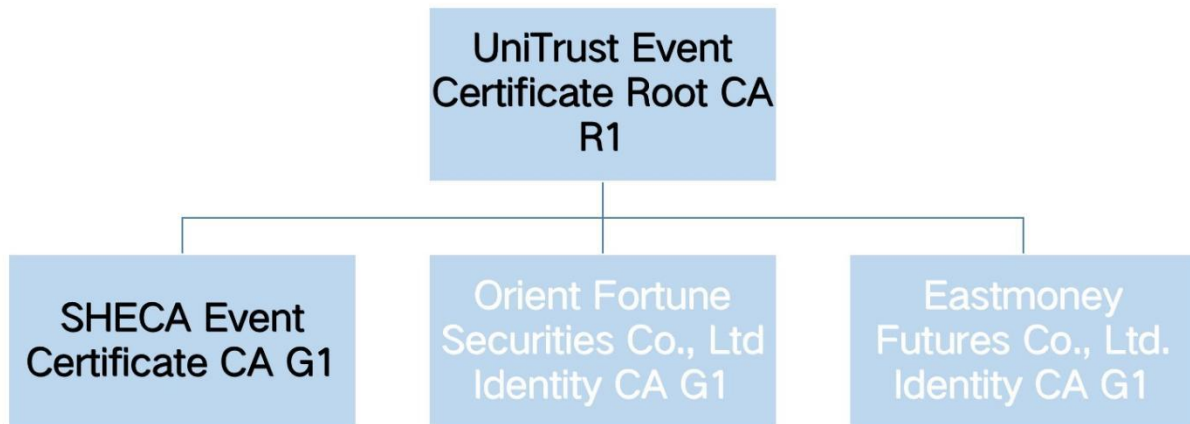 UniTrust Event
Certificate Root CA
R1
SHECA Event
Certificate CA G1
Orient Fortune
Securities Co., Ltd
Identity CA G1
Eastmoney
Futures Co., Ltd.
Identity CA G1